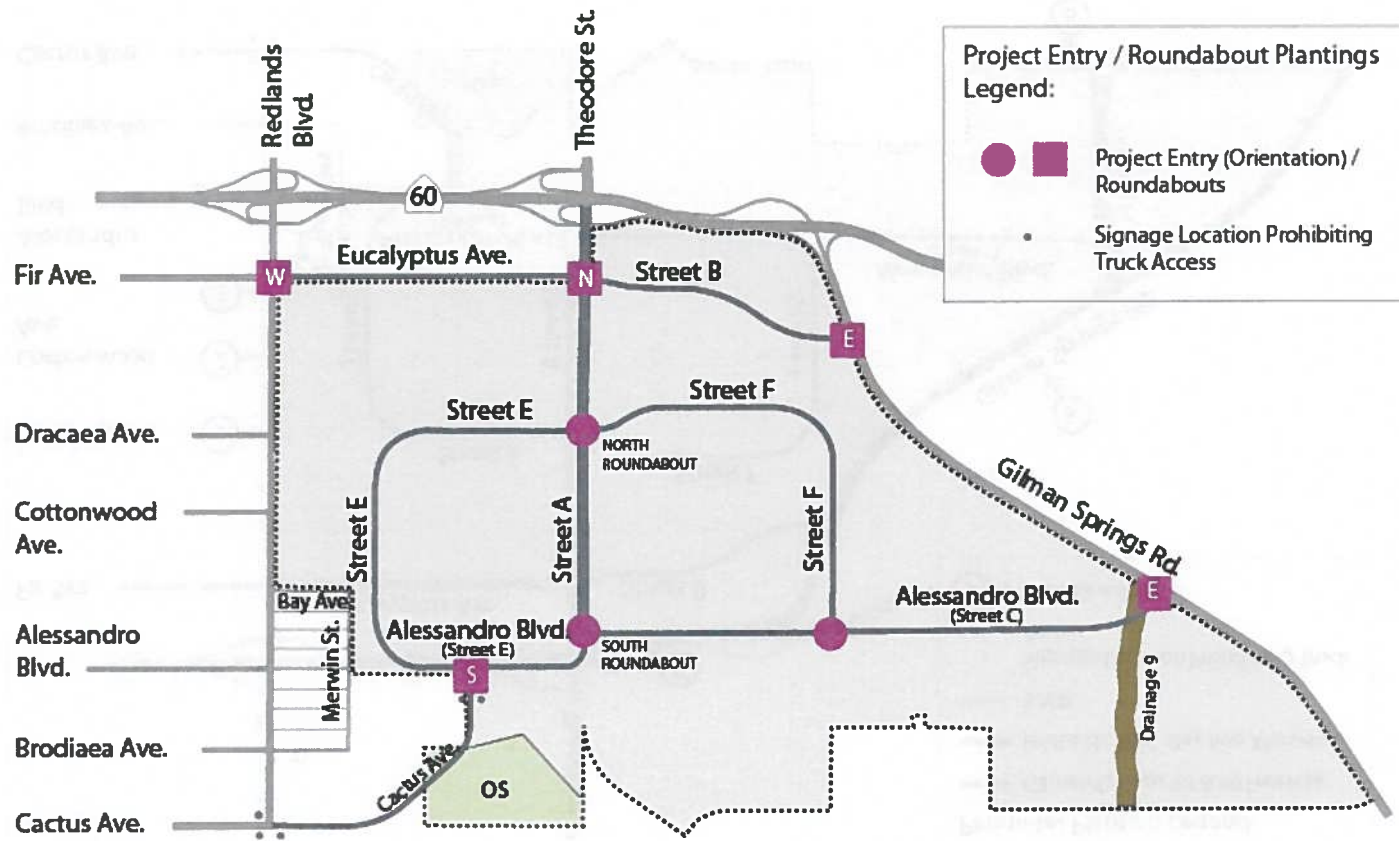 Redlands
Blvd.
Theodore St.
Project Entry / Roundabout Plantings
Legend:
Project Entry (Orientation) /
Roundabouts
Signage Location Prohibiting
Truck Access
60
Fir Ave.
W
Eucalyptus Ave.
N
Street B
E
Dracaea Ave.
Street E
Street F
NORTH
ROUNDABOUT
Cottonwood
Ave.
Street E
Street A
Street F
Gilman Springs Rd.
E
Bay Ave
Alessandro
Blvd.
Merwin St.
Alessandro Blvd.
(Street E)
SOUTH
ROUNDABOUT
Alessandro Blvd.
(Street C)
S
Drainage 9
Brodiaea Ave.
Cactus Ave.
OS
Cactus Ave.